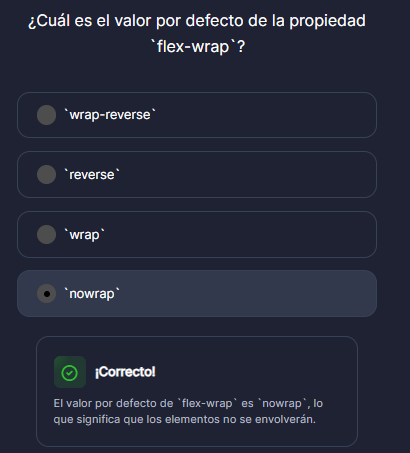 ¿Cuál es el valor por defecto de la propiedad
`flex-wrap`?
`wrap-reverse`
`reverse`
`wrap`
`nowrap`
¡Correcto!
El valor por defecto de `flex-wrap` es `nowrap`, lo
que significa que los elementos no se envolverán.